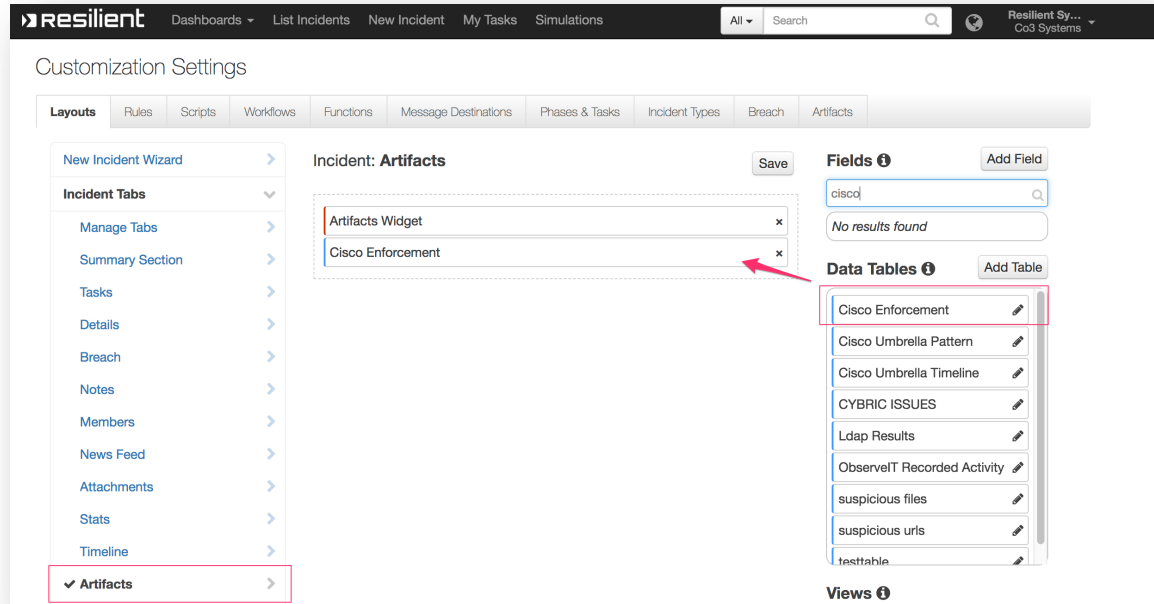 Resilient Dashboards List Incidents New Incident My Tasks Simulations All Search Resilient Sy... Co3 Systems
Customization Settings
Layouts Rules Scripts Workflows Functions Message Destinations Phases & Tasks Incident Types Breach Artifacts
New Incident Wizard
Incident Tabs
Manage Tabs
Summary Section
Tasks
Details
Breach
Notes
Members
News Feed
Attachments
Stats
Timeline
Artifacts
Incident: Artifacts Save
Artifacts Widget ×
Cisco Enforcement ×
Fields Add Field
cisco
No results found
Data Tables Add Table
Cisco Enforcement
Cisco Umbrella Pattern
Cisco Umbrella Timeline
CYBRIC ISSUES
Ldap Results
ObserveIT Recorded Activity
suspicious files
suspicious urls
testtable
Views